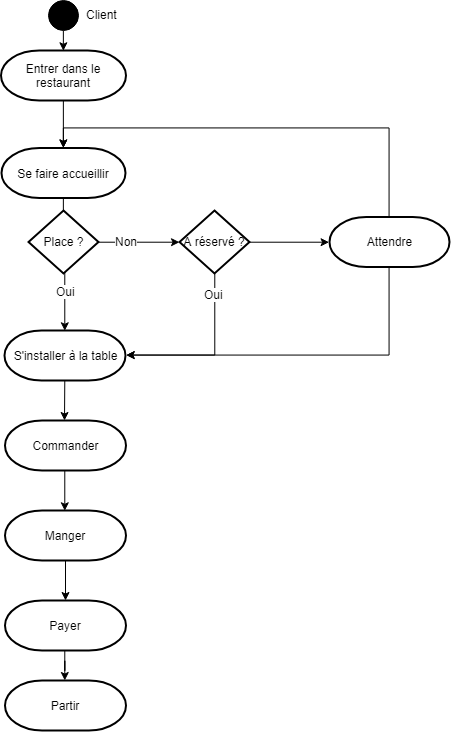 Client
Entrer dans le
restaurant
Se faire accueillir
Place ?
Non
A réservé ?
Attendre
Oui
Oui
S'installer à la table
Commander
Manger
Payer
Partir